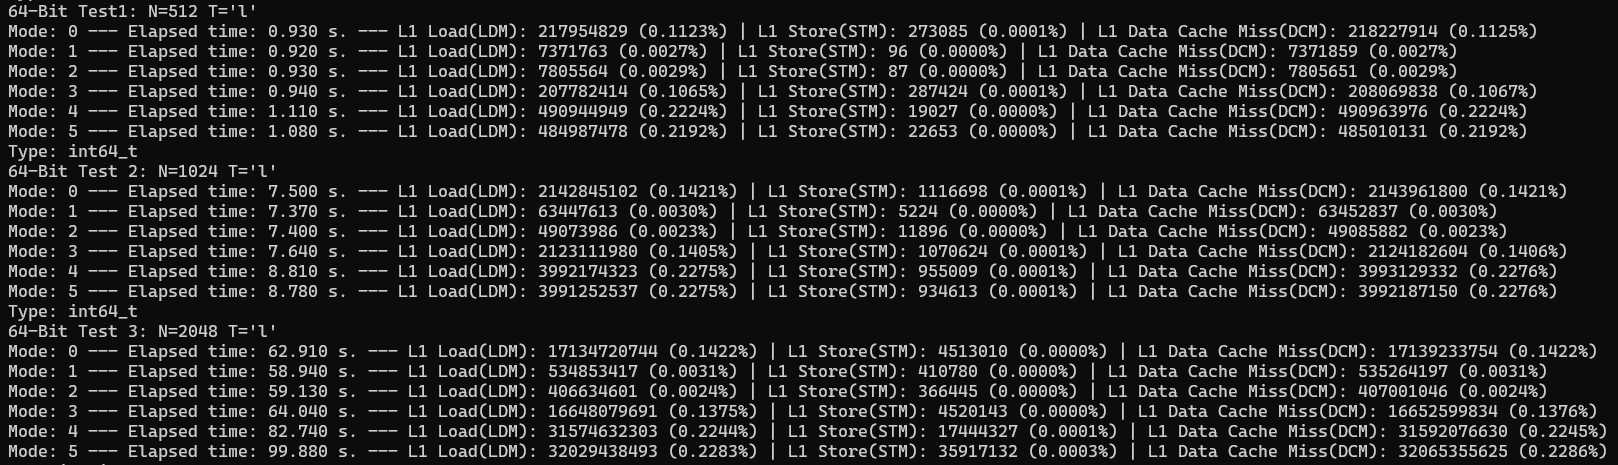 64-Bit Test1: N=512 T='l'
Mode: 0 --- Elapsed time: 0.930 s. --- L1 Load(LDM): 217954829 (0.1123%) | L1 Store(STM): 273085 (0.0001%) | L1 Data Cache Miss(DCM): 218227914 (0.1125%)
Mode: 1 --- Elapsed time: 0.920 s. --- L1 Load(LDM): 7371763 (0.0027%) | L1 Store(STM): 96 (0.0000%) | L1 Data Cache Miss(DCM): 7371859 (0.0027%)
Mode: 2 --- Elapsed time: 0.930 s. --- L1 Load(LDM): 7805564 (0.0029%) | L1 Store(STM): 87 (0.0000%) | L1 Data Cache Miss(DCM): 7805651 (0.0029%)
Mode: 3 --- Elapsed time: 0.940 s. --- L1 Load(LDM): 207782414 (0.1065%) | L1 Store(STM): 287424 (0.0001%) | L1 Data Cache Miss(DCM): 208069838 (0.1067%)
Mode: 4 --- Elapsed time: 1.110 s. --- L1 Load(LDM): 490944949 (0.2224%) | L1 Store(STM): 19027 (0.0000%) | L1 Data Cache Miss(DCM): 490963976 (0.2224%)
Mode: 5 --- Elapsed time: 1.080 s. --- L1 Load(LDM): 484987478 (0.2192%) | L1 Store(STM): 22653 (0.0000%) | L1 Data Cache Miss(DCM): 485010131 (0.2192%)
Type: int64_t
64-Bit Test 2: N=1024 T='l'
Mode: 0 --- Elapsed time: 7.500 s. --- L1 Load(LDM): 2142845102 (0.1421%) | L1 Store(STM): 1116698 (0.0001%) | L1 Data Cache Miss(DCM): 2143961800 (0.1421%)
Mode: 1 --- Elapsed time: 7.370 s. --- L1 Load(LDM): 63447613 (0.0030%) | L1 Store(STM): 5224 (0.0000%) | L1 Data Cache Miss(DCM): 63452837 (0.0030%)
Mode: 2 --- Elapsed time: 7.400 s. --- L1 Load(LDM): 49073986 (0.0023%) | L1 Store(STM): 11896 (0.0000%) | L1 Data Cache Miss(DCM): 49085882 (0.0023%)
Mode: 3 --- Elapsed time: 7.640 s. --- L1 Load(LDM): 2123111980 (0.1405%) | L1 Store(STM): 1070624 (0.0001%) | L1 Data Cache Miss(DCM): 2124182604 (0.1406%)
Mode: 4 --- Elapsed time: 8.810 s. --- L1 Load(LDM): 3992174323 (0.2275%) | L1 Store(STM): 955009 (0.0001%) | L1 Data Cache Miss(DCM): 3993129332 (0.2276%)
Mode: 5 --- Elapsed time: 8.780 s. --- L1 Load(LDM): 3991252537 (0.2275%) | L1 Store(STM): 934613 (0.0001%) | L1 Data Cache Miss(DCM): 3992187150 (0.2276%)
Type: int64_t
64-Bit Test 3: N=2048 T='l'
Mode: 0 --- Elapsed time: 62.910 s. --- L1 Load(LDM): 17134720744 (0.1422%) | L1 Store(STM): 4513010 (0.0000%) | L1 Data Cache Miss(DCM): 17139233754 (0.1422%)
Mode: 1 --- Elapsed time: 58.940 s. --- L1 Load(LDM): 534853417 (0.0031%) | L1 Store(STM): 410780 (0.0000%) | L1 Data Cache Miss(DCM): 535264197 (0.0031%)
Mode: 2 --- Elapsed time: 59.130 s. --- L1 Load(LDM): 406634601 (0.0024%) | L1 Store(STM): 366445 (0.0000%) | L1 Data Cache Miss(DCM): 407001046 (0.0024%)
Mode: 3 --- Elapsed time: 64.040 s. --- L1 Load(LDM): 16648079691 (0.1375%) | L1 Store(STM): 4520143 (0.0000%) | L1 Data Cache Miss(DCM): 16652599834 (0.1376%)
Mode: 4 --- Elapsed time: 82.740 s. --- L1 Load(LDM): 31574632303 (0.2244%) | L1 Store(STM): 17444327 (0.0001%) | L1 Data Cache Miss(DCM): 31592076630 (0.2245%)
Mode: 5 --- Elapsed time: 99.880 s. --- L1 Load(LDM): 32029438493 (0.2283%) | L1 Store(STM): 35917132 (0.0003%) | L1 Data Cache Miss(DCM): 32065355625 (0.2286%)